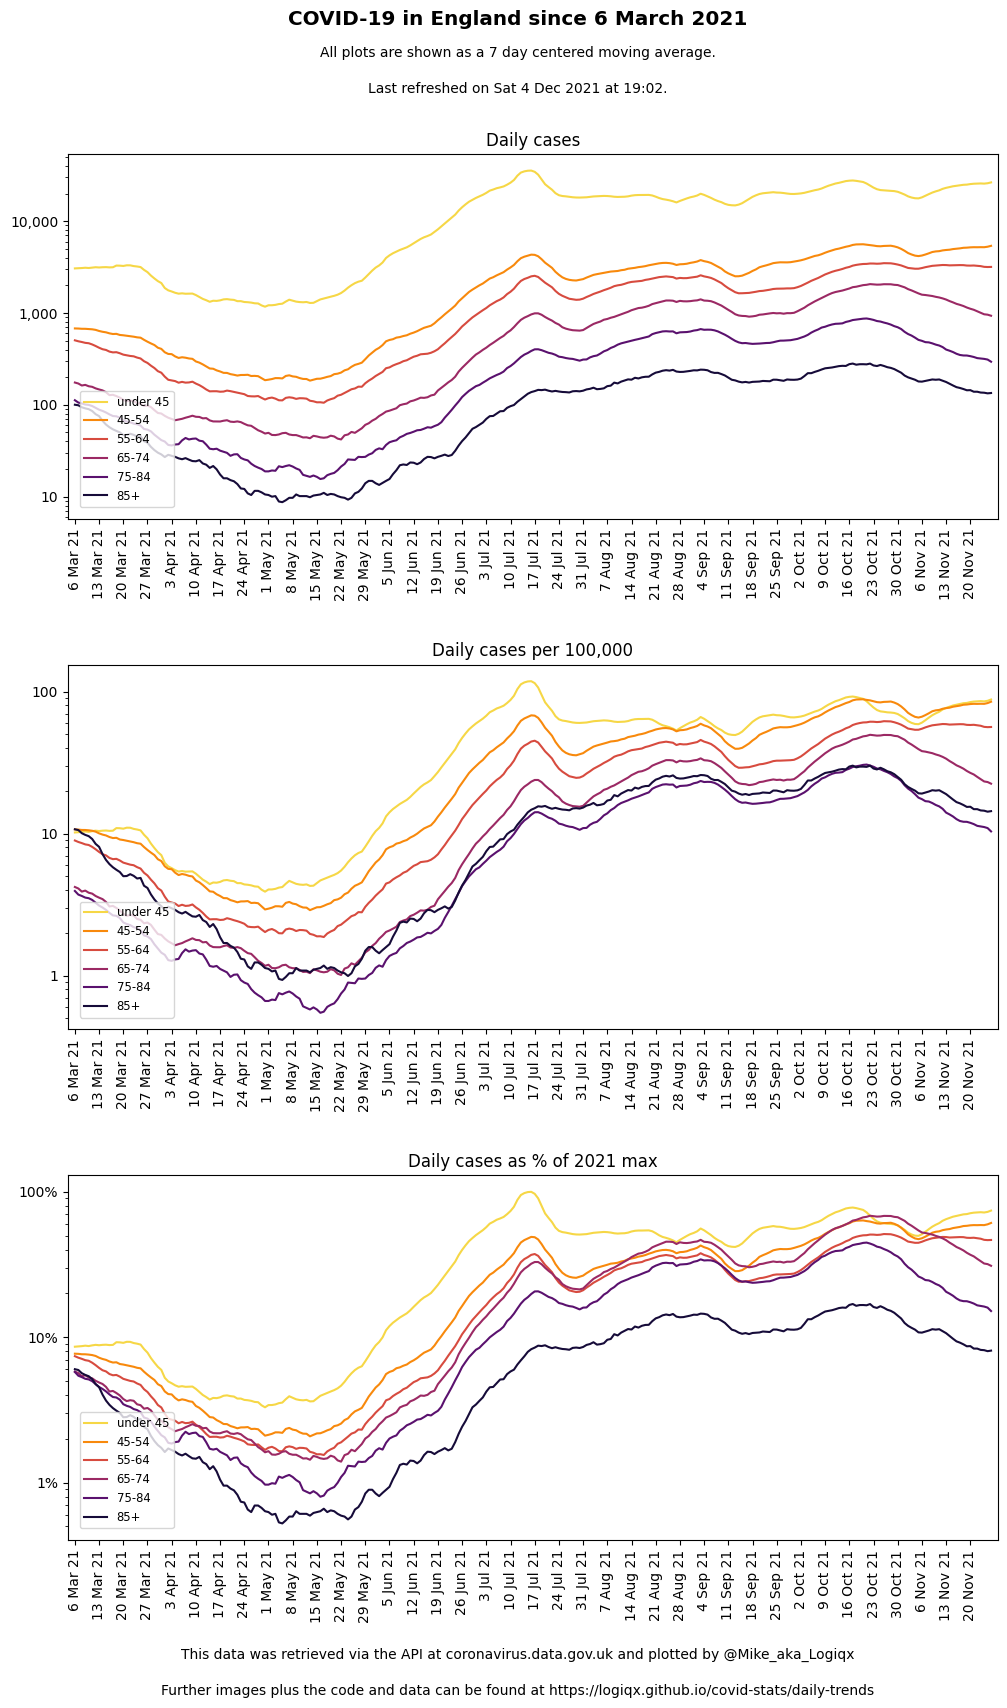 COVID-19 in England since 6 March 2021
All plots are shown as a 7 day centered moving average.
Last refreshed on Sat 4 Dec 2021 at 19:02.
Daily cases
10,000
1,000
100
10
under 45
45-54
55-64
65-74
75-84
85+
6 Mar 21
13 Mar 21
20 Mar 21
27 Mar 21
3 Apr 21
10 Apr 21
17 Apr 21
24 Apr 21
1 May 21
8 May 21
15 May 21
22 May 21
29 May 21
5 Jun 21
12 Jun 21
19 Jun 21
26 Jun 21
3 Jul 21
10 Jul 21
17 Jul 21
24 Jul 21
31 Jul 21
7 Aug 21
14 Aug 21
21 Aug 21
28 Aug 21
4 Sep 21
11 Sep 21
18 Sep 21
25 Sep 21
2 Oct 21
9 Oct 21
16 Oct 21
23 Oct 21
30 Oct 21
6 Nov 21
13 Nov 21
20 Nov 21
Daily cases per 100,000
100
10
1
under 45
45-54
55-64
65-74
75-84
85+
6 Mar 21
13 Mar 21
20 Mar 21
27 Mar 21
3 Apr 21
10 Apr 21
17 Apr 21
24 Apr 21
1 May 21
8 May 21
15 May 21
22 May 21
29 May 21
5 Jun 21
12 Jun 21
19 Jun 21
26 Jun 21
3 Jul 21
10 Jul 21
17 Jul 21
24 Jul 21
31 Jul 21
7 Aug 21
14 Aug 21
21 Aug 21
28 Aug 21
4 Sep 21
11 Sep 21
18 Sep 21
25 Sep 21
2 Oct 21
9 Oct 21
16 Oct 21
23 Oct 21
30 Oct 21
6 Nov 21
13 Nov 21
20 Nov 21
Daily cases as % of 2021 max
100%
10%
1%
under 45
45-54
55-64
65-74
75-84
85+
6 Mar 21
13 Mar 21
20 Mar 21
27 Mar 21
3 Apr 21
10 Apr 21
17 Apr 21
24 Apr 21
1 May 21
8 May 21
15 May 21
22 May 21
29 May 21
5 Jun 21
12 Jun 21
19 Jun 21
26 Jun 21
3 Jul 21
10 Jul 21
17 Jul 21
24 Jul 21
31 Jul 21
7 Aug 21
14 Aug 21
21 Aug 21
28 Aug 21
4 Sep 21
11 Sep 21
18 Sep 21
25 Sep 21
2 Oct 21
9 Oct 21
16 Oct 21
23 Oct 21
30 Oct 21
6 Nov 21
13 Nov 21
20 Nov 21
This data was retrieved via the API at coronavirus.data.gov.uk and plotted by @Mike_aka_Logiqx
Further images plus the code and data can be found at https://logiqx.github.io/covid-stats/daily-trends